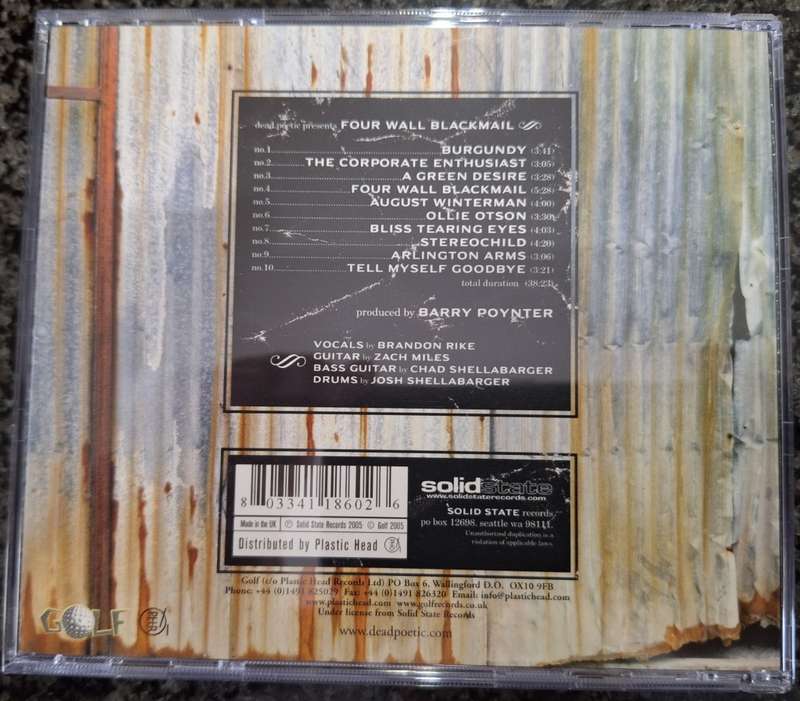 dead poetic presents FOUR WALL BLACKMAIL
no.1 BURGUNDY (3:41)
no.2 THE CORPORATE ENTHUSIAST (3:05)
no.3 A GREEN DESIRE (3:28)
no.4 FOUR WALL BLACKMAIL (5:28)
no.5 AUGUST WINTERMAN (4:00)
no.6 OLLIE OTSON (3:30)
no.7 BLISS TEARING EYES (4:03)
no.8 STEREOCHILD (4:20)
no.9 ARLINGTON ARMS (3:06)
no.10 TELL MYSELF GOODBYE (3:21)
total duration (38:23)
produced by BARRY POYNTER
VOCALS by BRANDON RIKE
GUITAR by ZACH MILES
BASS GUITAR by CHAD SHELLABARGER
DRUMS by JOSH SHELLABARGER
8 03341 18602 6
Made in the UK ℗ Solid State Records 2005 © Golf 2005
Distributed by Plastic Head
solidstate
www.solidstaterecords.com
SOLID STATE records
po box 12698. seattle wa 98111.
Unauthorized duplication is a
violation of applicable laws.
Golf (c/o Plastic Head Records Ltd) PO Box 6, Wallingford D.O. OX10 9FB
Phone: +44 (0)1491 825029 Fax: +44 (0)1491 826320 Email: info@plastichead.com
www.plastichead.com www.golfrecords.co.uk
Under license from Solid State Records
www.deadpoetic.com
GOLF